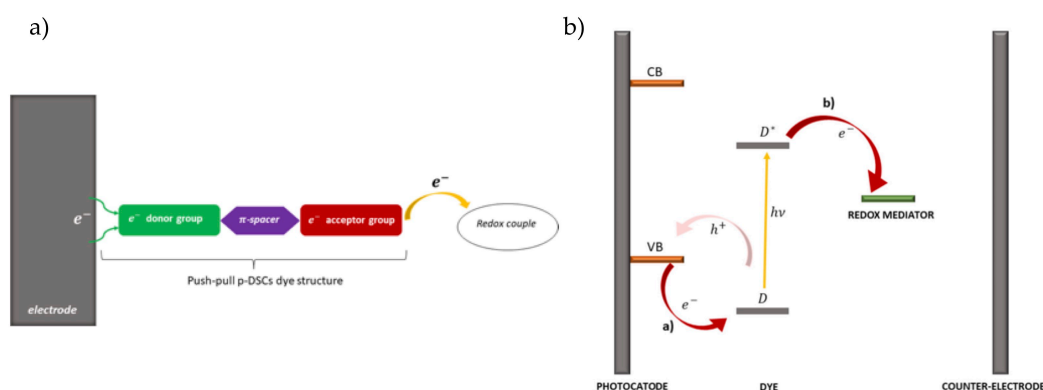 a)
e⁻
e⁻ donor group
π-spacer
e⁻ acceptor group
e⁻
Redox couple
Push-pull p-DSCs dye structure
electrode
b)
CB
b)
D*
e⁻
hν
REDOX MEDIATOR
h⁺
VB
e⁻
D
a)
PHOTOCATODE
DYE
COUNTER-ELECTRODE